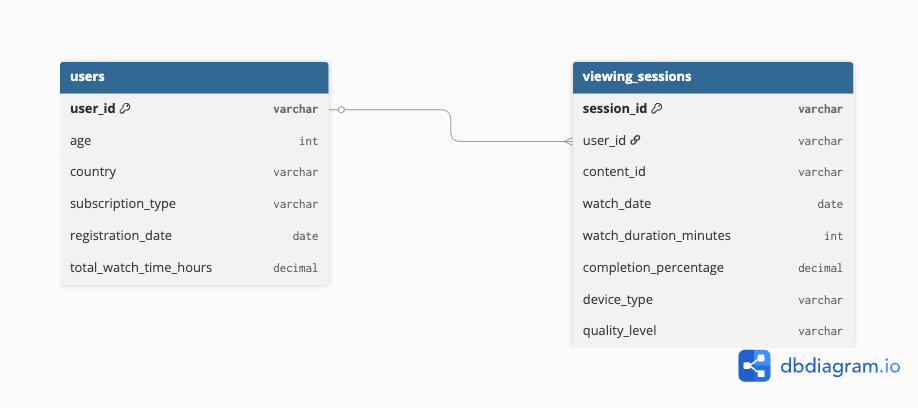 users
user_id varchar
age int
country varchar
subscription_type varchar
registration_date date
total_watch_time_hours decimal
viewing_sessions
session_id varchar
user_id varchar
content_id varchar
watch_date date
watch_duration_minutes int
completion_percentage decimal
device_type varchar
quality_level varchar
dbdiagram.io